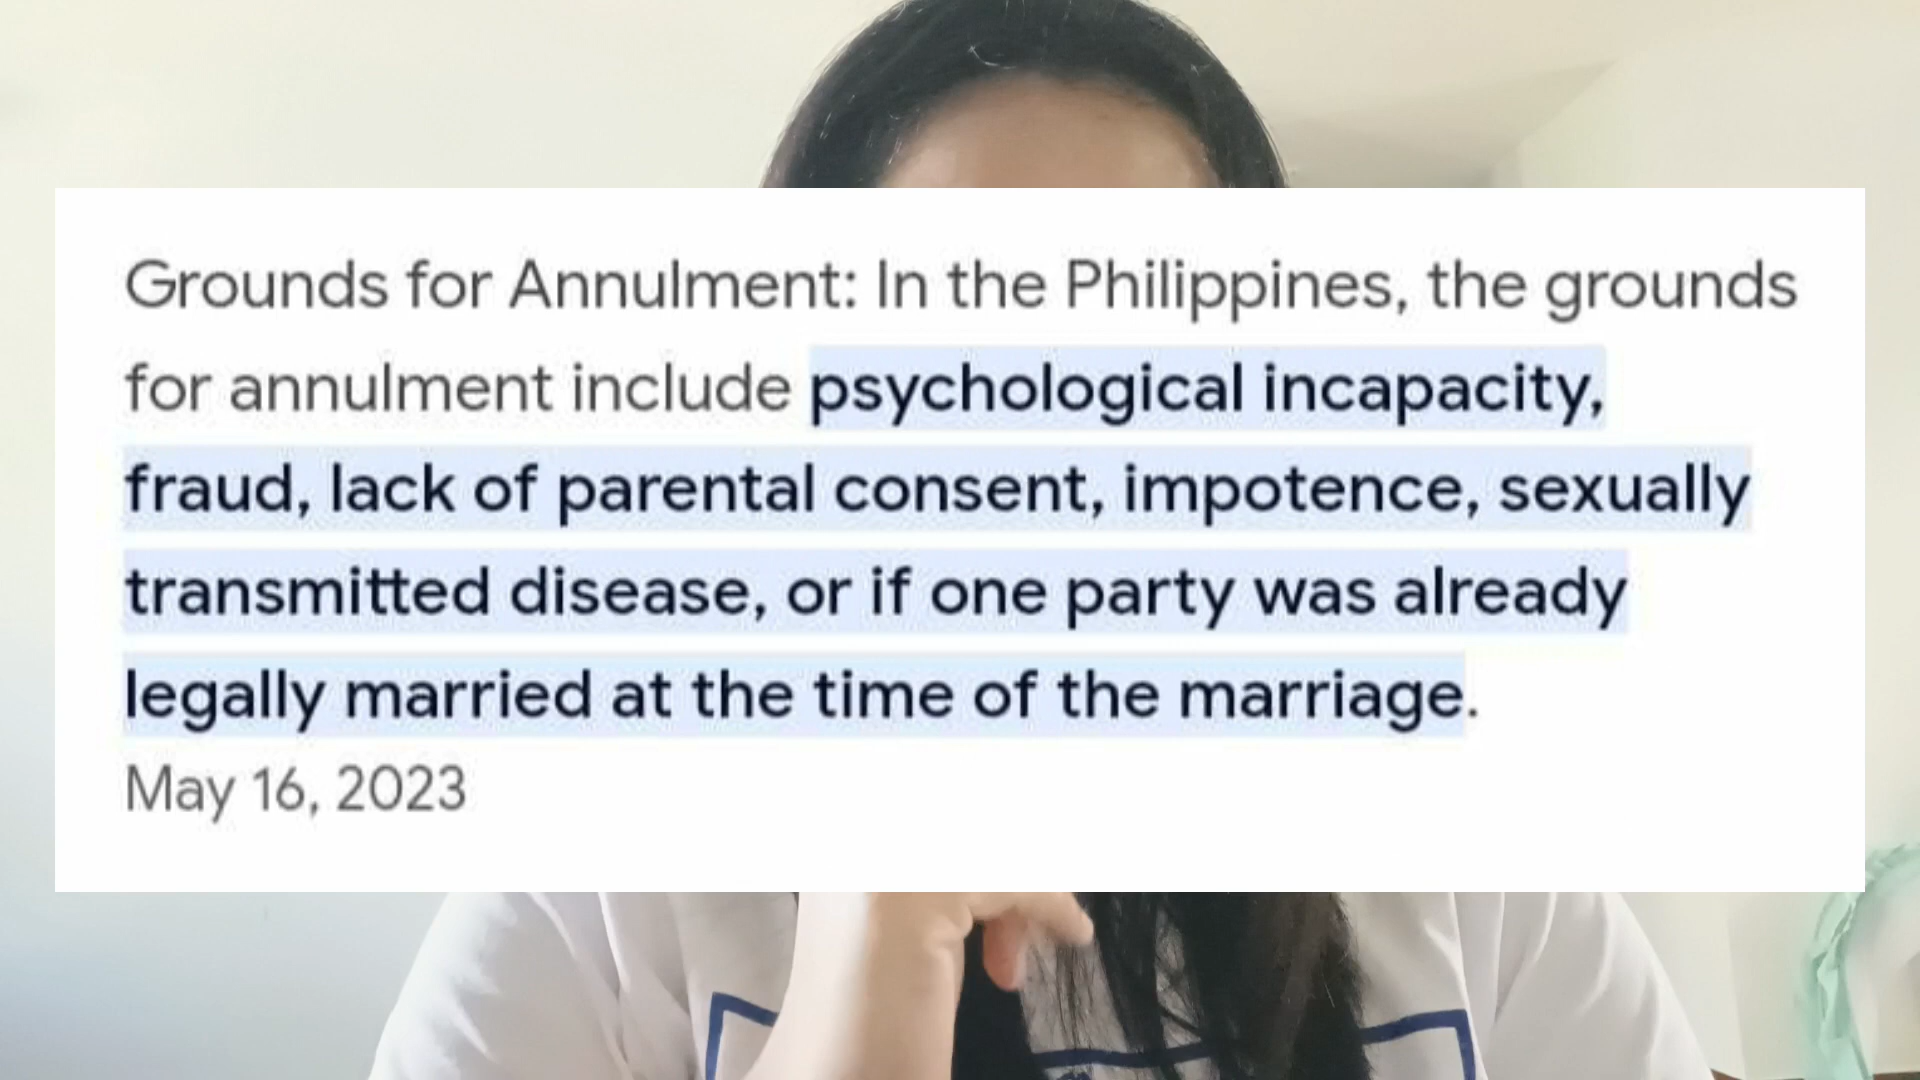 Grounds for Annulment: In the Philippines, the grounds
for annulment include psychological incapacity,
fraud, lack of parental consent, impotence, sexually
transmitted disease, or if one party was already
legally married at the time of the marriage.
May 16, 2023